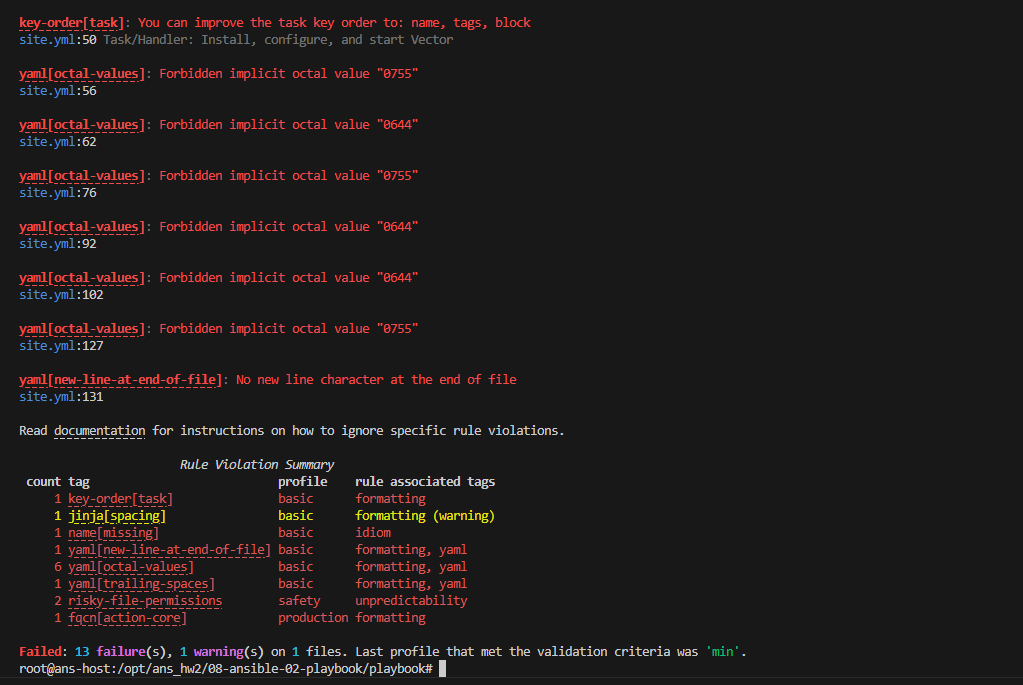 key-order[task]: You can improve the task key order to: name, tags, block
site.yml:50 Task/Handler: Install, configure, and start Vector
yaml[octal-values]: Forbidden implicit octal value "0755"
site.yml:56
yaml[octal-values]: Forbidden implicit octal value "0644"
site.yml:62
yaml[octal-values]: Forbidden implicit octal value "0755"
site.yml:76
yaml[octal-values]: Forbidden implicit octal value "0644"
site.yml:92
yaml[octal-values]: Forbidden implicit octal value "0644"
site.yml:102
yaml[octal-values]: Forbidden implicit octal value "0755"
site.yml:127
yaml[new-line-at-end-of-file]: No new line character at the end of file
site.yml:131
Read documentation for instructions on how to ignore specific rule violations.
Rule Violation Summary
count tag profile rule associated tags
1 key-order[task] basic formatting
1 jinja[spacing] basic formatting (warning)
1 name[missing] basic idiom
1 yaml[new-line-at-end-of-file] basic formatting, yaml
6 yaml[octal-values] basic formatting, yaml
1 yaml[trailing-spaces] basic formatting, yaml
2 risky-file-permissions safety unpredictability
1 fqcn[action-core] production formatting
Failed: 13 failure(s), 1 warning(s) on 1 files. Last profile that met the validation criteria was 'min'.
root@ans-host:/opt/ans_hw2/08-ansible-02-playbook/playbook#